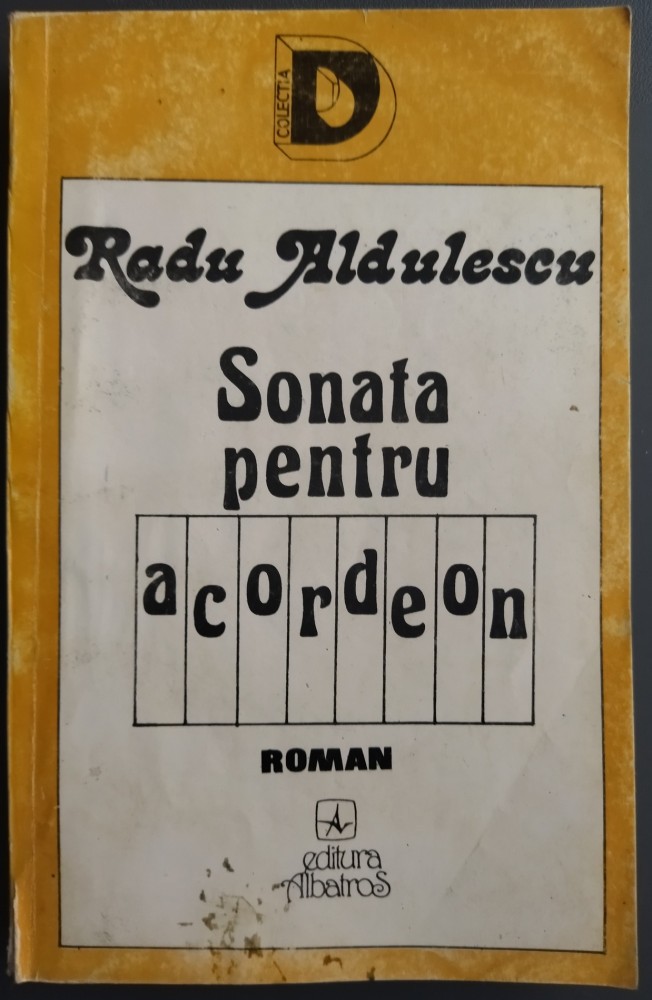 COLECȚIA
D
Radu Aldulescu
Sonata
pentru
acordeon
ROMAN
editura
Albatros